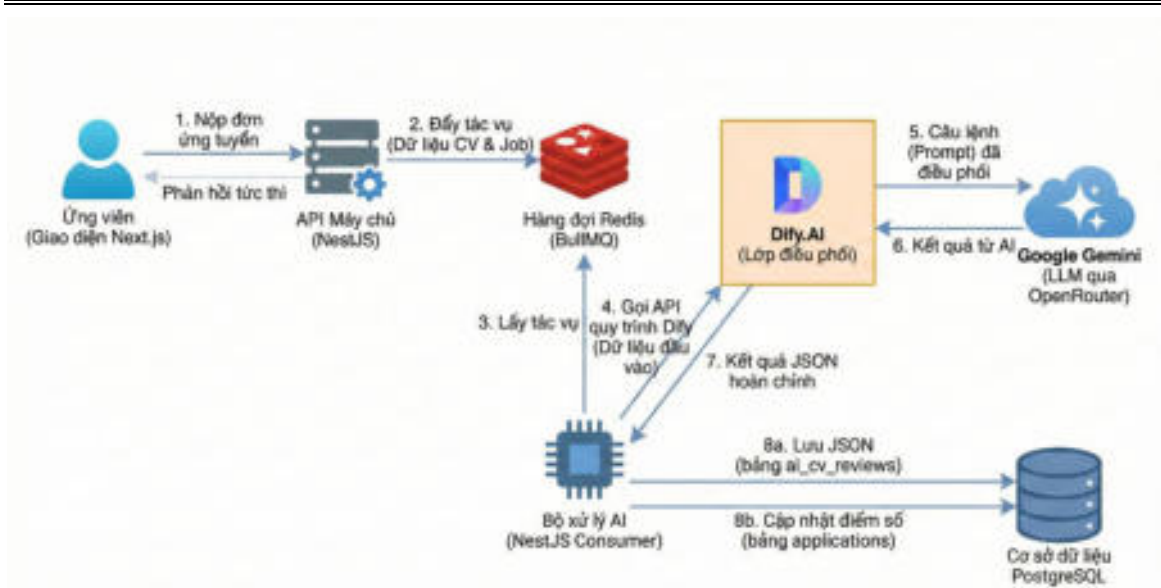 1. Nộp đơn
ứng tuyển
Phản hồi tức thì
Ứng viên
(Giao diện Next.js)
API Máy chủ
(NestJS)
2. Đẩy tác vụ
(Dữ liệu CV & Job)
Hàng đợi Redis
(BullMQ)
Dify.AI
(Lớp điều phối)
5. Câu lệnh
(Prompt) đã
điều phối
6. Kết quả từ AI
Google Gemini
(LLM qua
OpenRouter)
3. Lấy tác vụ
4. Gọi API
quy trình Dify
(Dữ liệu đầu
vào)
7. Kết quả JSON
hoàn chỉnh
Bộ xử lý AI
(NestJS Consumer)
8a. Lưu JSON
(bảng ai_cv_reviews)
8b. Cập nhật điểm số
(bảng applications)
Cơ sở dữ liệu
PostgreSQL